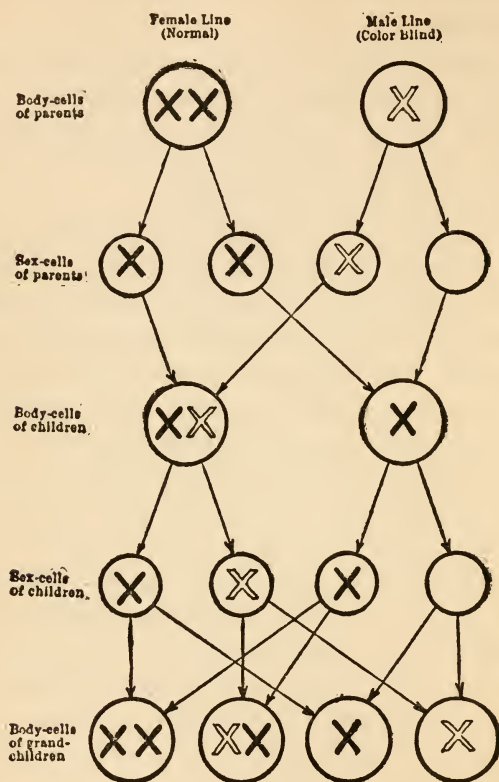 Female Line
(Normal)
Male Line
(Color Blind)
Body-cells
of parents
X X
X
Sex-cells
of parents
X
X
X
Body-cells
of children
X X
X
Sex-cells
of children
X
X
X
Body-cells
of grand-
children
X X
X X
X
X